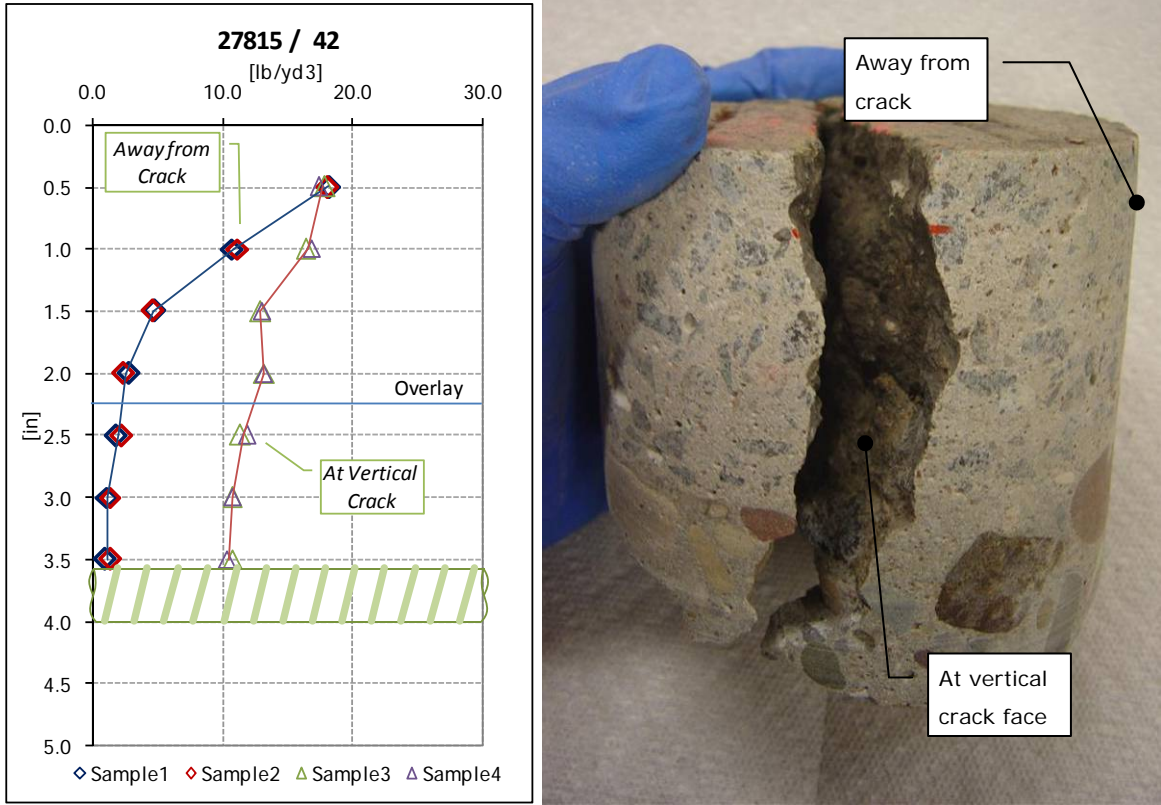 27815 / 42
[lb/yd3]
0.0 10.0 20.0 30.0
0.0
0.5
1.0
1.5
2.0
2.5
3.0
3.5
4.0
4.5
5.0
[in]
Away from
Crack
Overlay
At Vertical
Crack
Sample1 Sample2 Sample3 Sample4
Away from
crack
At vertical
crack face